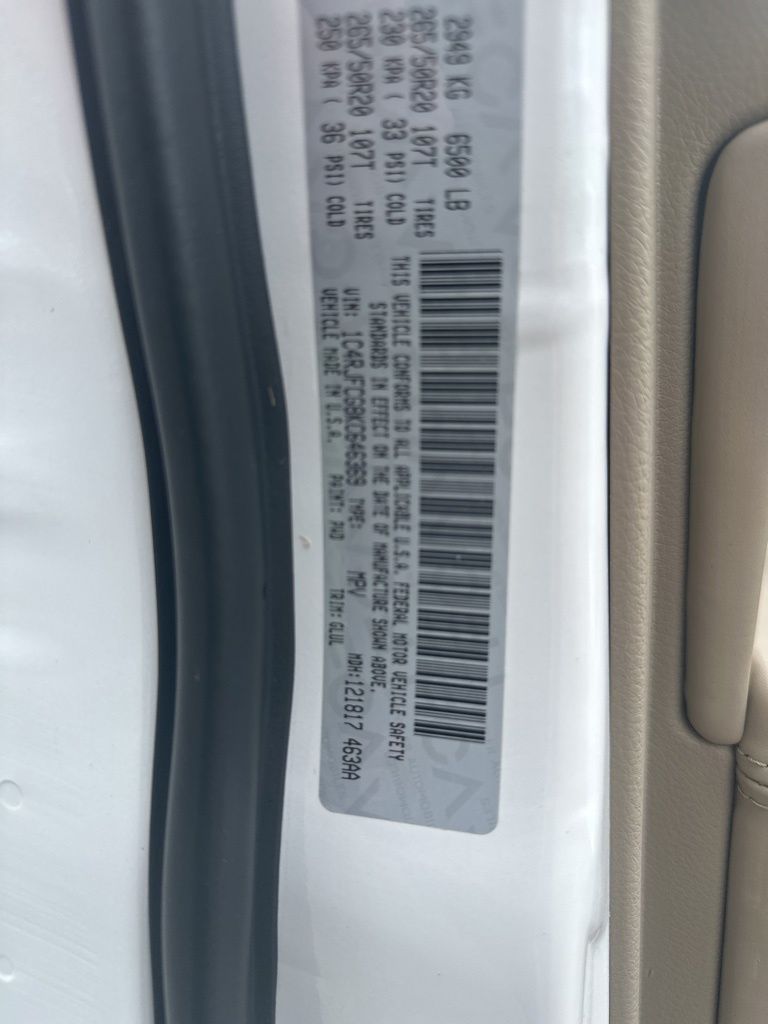 2949 KG 6500 LB
265/50R20 107T TIRES
230 KPA ( 33 PSI) COLD
265/50R20 107T TIRES
250 KPA ( 36 PSI) COLD
THIS VEHICLE CONFORMS TO ALL APPLICABLE U.S.A. FEDERAL MOTOR VEHICLE SAFETY
STANDARDS IN EFFECT ON THE DATE OF MANUFACTURE SHOWN ABOVE.
VIN: 1C4RJFCG8KC646369 TYPE: MPV MDH:121817 463AA
VEHICLE MADE IN U.S.A. PAINT: TRIM:GLUL